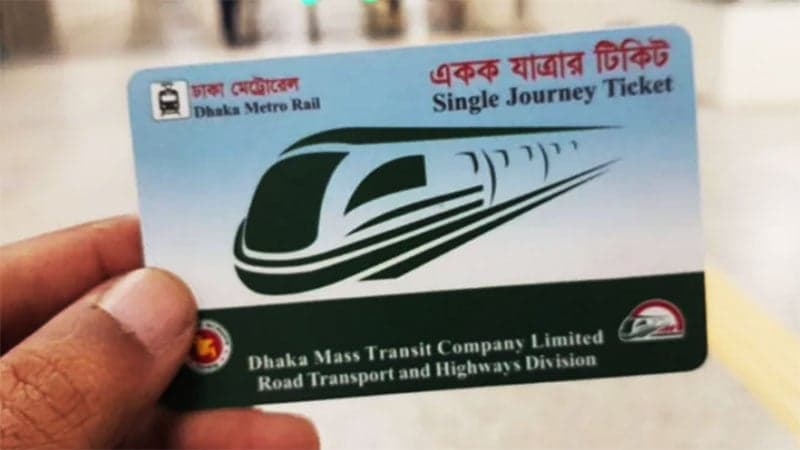 ঢাকা মেট্রোরেল
Dhaka Metro Rail
একক যাত্রার টিকিট
Single Journey Ticket
Dhaka Mass Transit Company Limited
Road Transport and Highways Division